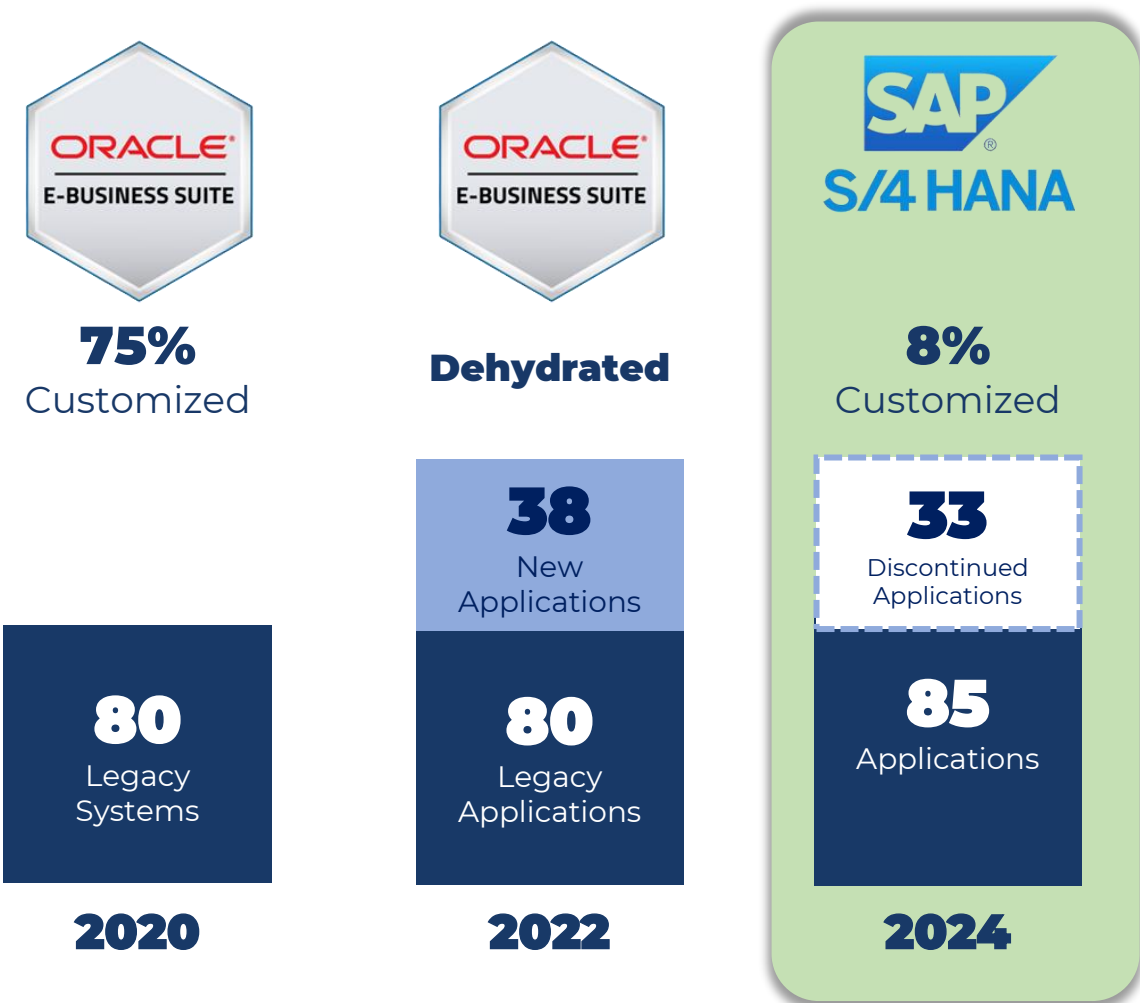 ORACLE®
E-BUSINESS SUITE
75%
Customized
80
Legacy
Systems
2020
ORACLE®
E-BUSINESS SUITE
Dehydrated
38
New
Applications
80
Legacy
Applications
2022
SAP®
S/4 HANA
8%
Customized
33
Discontinued
Applications
85
Applications
2024